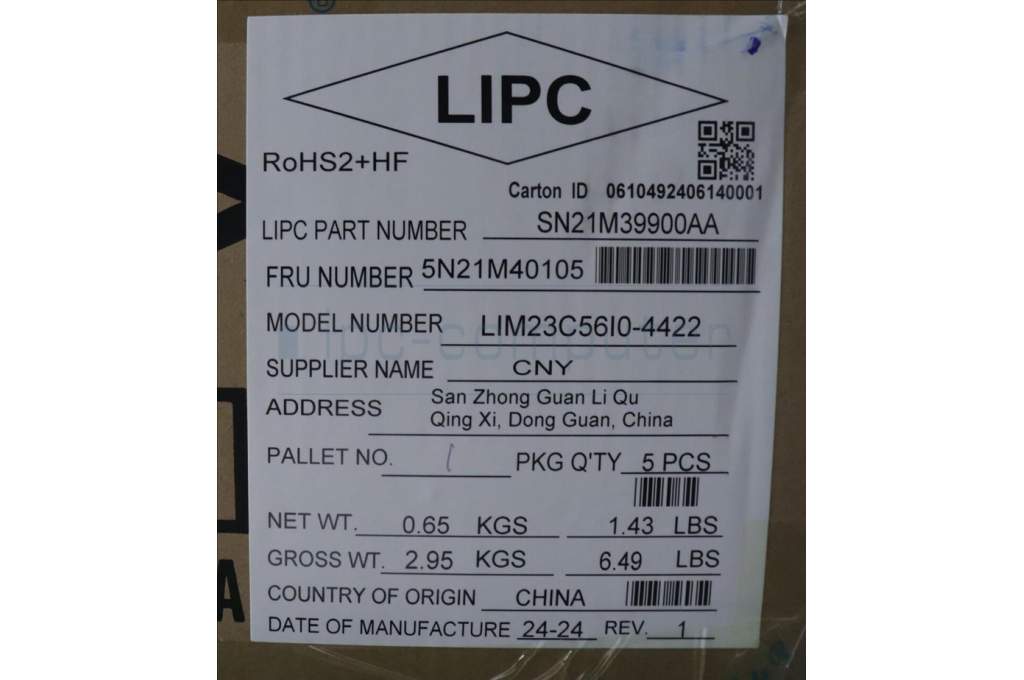 LIPC
RoHS2+HF
Carton ID 0610492406140001
LIPC PART NUMBER SN21M39900AA
FRU NUMBER 5N21M40105
MODEL NUMBER LIM23C56I0-4422
ipc-computer
SUPPLIER NAME CNY
ADDRESS San Zhong Guan Li Qu
Qing Xi, Dong Guan, China
PALLET NO. 1 PKG Q'TY 5 PCS
NET WT. 0.65 KGS 1.43 LBS
GROSS WT. 2.95 KGS 6.49 LBS
COUNTRY OF ORIGIN CHINA
DATE OF MANUFACTURE 24-24 REV. 1